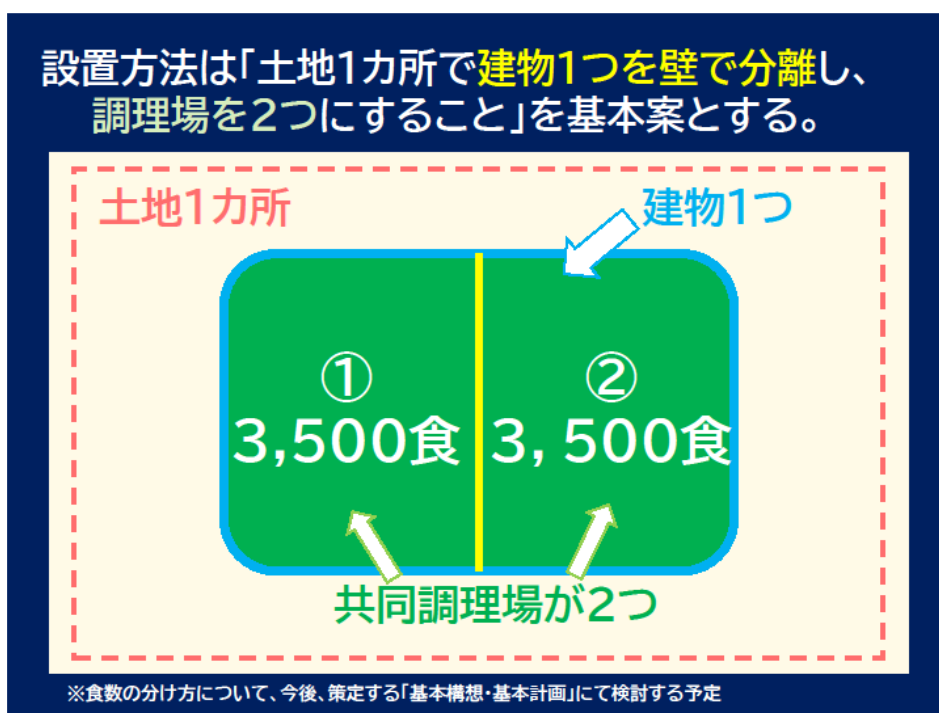 設置方法は「土地1カ所で建物1つを壁で分離し、
調理場を2つにすること」を基本案とする。
土地1カ所
建物1つ
①
3,500食
②
3,500食
共同調理場が2つ
※食数の分け方について、今後、策定する「基本構想・基本計画」にて検討する予定